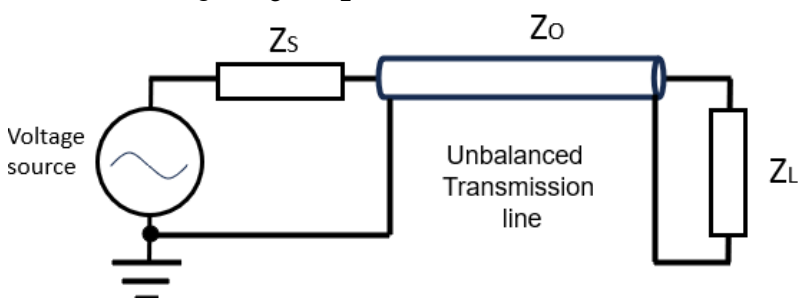 Zs
Zo
Voltage
source
Unbalanced
Transmission
line
ZL